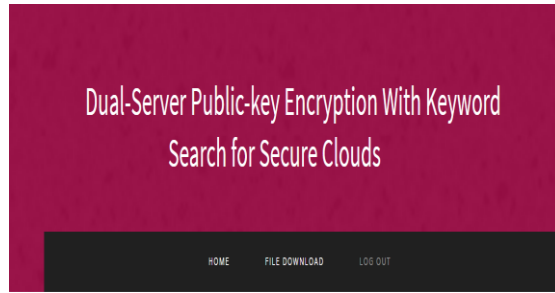 Dual-Server Public-key Encryption With Keyword
Search for Secure Clouds
HOME FILE DOWNLOAD LOG OUT